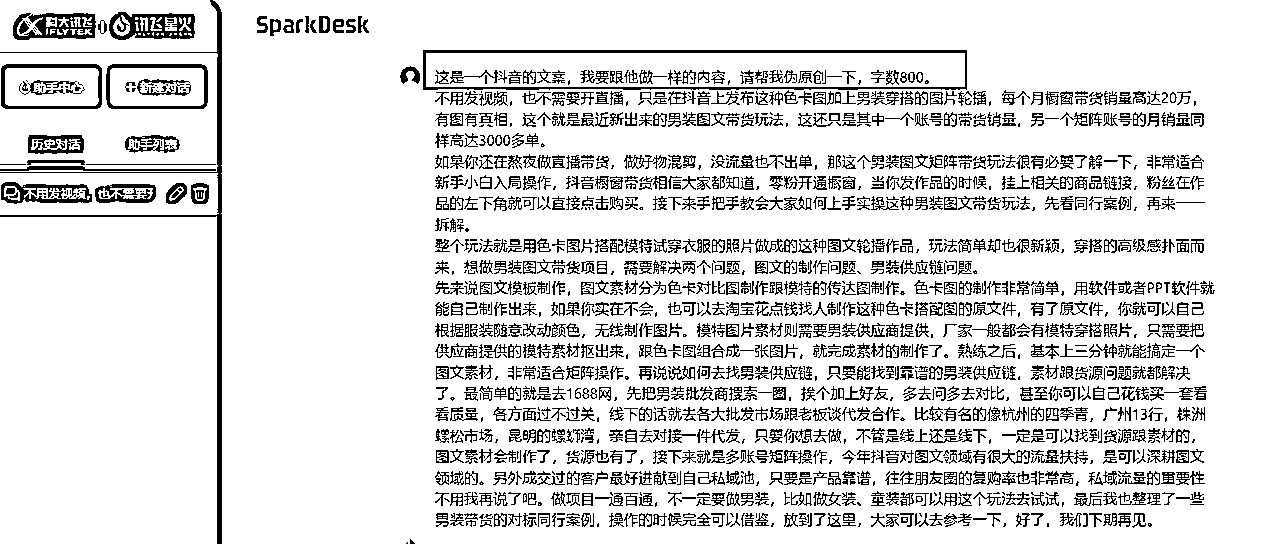 科大讯飞
iFLYTEK
讯飞星火
SparkDesk
助手中心
+新建对话
历史对话
助手列表
不用发视频,也不需要
这是一个抖音的文案,我要跟他做一样的内容,请帮我伪原创一下,字数800。
不用发视频,也不需要开直播,只是在抖音上发布这种色卡图加上男装穿搭的图片轮播,每个月橱窗带货销量高达20万,
有图有真相,这个就是最近新出来的男装图文带货玩法,这还只是其中一个账号的带货销量,另一个矩阵账号的月销量同
样高达3000多单。
如果你还在熬夜做直播带货,做好物混剪,没流量也不出单,那这个男装图文矩阵带货玩法很有必要了解一下,非常适合
新手小白入局操作,抖音橱窗带货相信大家都知道,零粉开通橱窗,当你发作品的时候,挂上相关的商品链接,粉丝在作
品的左下角就可以直接点击购买。接下来手把手教会大家如何上手实操这种男装图文带货玩法,先看同行案例,再来一一
拆解。
整个玩法就是用色卡图片搭配模特试穿衣服的照片做成的这种图文轮播作品,玩法简单却也很新颖,穿搭的高级感扑面而
来,想做男装图文带货项目,需要解决两个问题,图文的制作问题、男装供应链问题。
先来说图文模板制作,图文素材分为色卡对比图制作跟模特的传达图制作。色卡图的制作非常简单,用软件或者PPT软件就
能自己制作出来,如果你实在不会,也可以去淘宝花点钱找人制作这种色卡搭配图的原文件,有了原文件,你就可以自己
根据服装随意改动颜色,无线制作图片。模特图片素材则需要男装供应商提供,厂家一般都会有模特穿搭照片,只需要把
供应商提供的模特素材抠出来,跟色卡图组合成一张图片,就完成素材的制作了。熟练之后,基本上三分钟就能搞定一个
图文素材,非常适合矩阵操作。再说说如何去找男装供应链,只要能找到靠谱的男装供应链,素材跟货源问题就都解决
了。最简单的就是去1688网,先把男装批发商搜索一圈,挨个加上好友,多去问多去对比,甚至你可以自己花钱买一套看
看质量,各方面过不过关,线下的话就去各大批发市场跟老板谈代发合作。比较有名的像杭州的四季青,广州13行,株洲
螺松市场,昆明的螺蛳湾,亲自去对接一件代发,只要你想去做,不管是线上还是线下,一定是可以找到货源跟素材的,
图文素材会制作了,货源也有了,接下来就是多账号矩阵操作,今年抖音对图文领域有很大的流量扶持,是可以深耕图文
领域的。另外成交过的客户最好进献到自己私域池,只要是产品靠谱,往往朋友圈的复购率也非常高,私域流量的重要性
不用我再说了吧。做项目一通百通,不一定要做男装,比如做女装、童装都可以用这个玩法去试试,最后我也整理了一些
男装带货的对标同行案例,操作的时候完全可以借鉴,放到了这里,大家可以去参考一下,好了,我们下期再见。